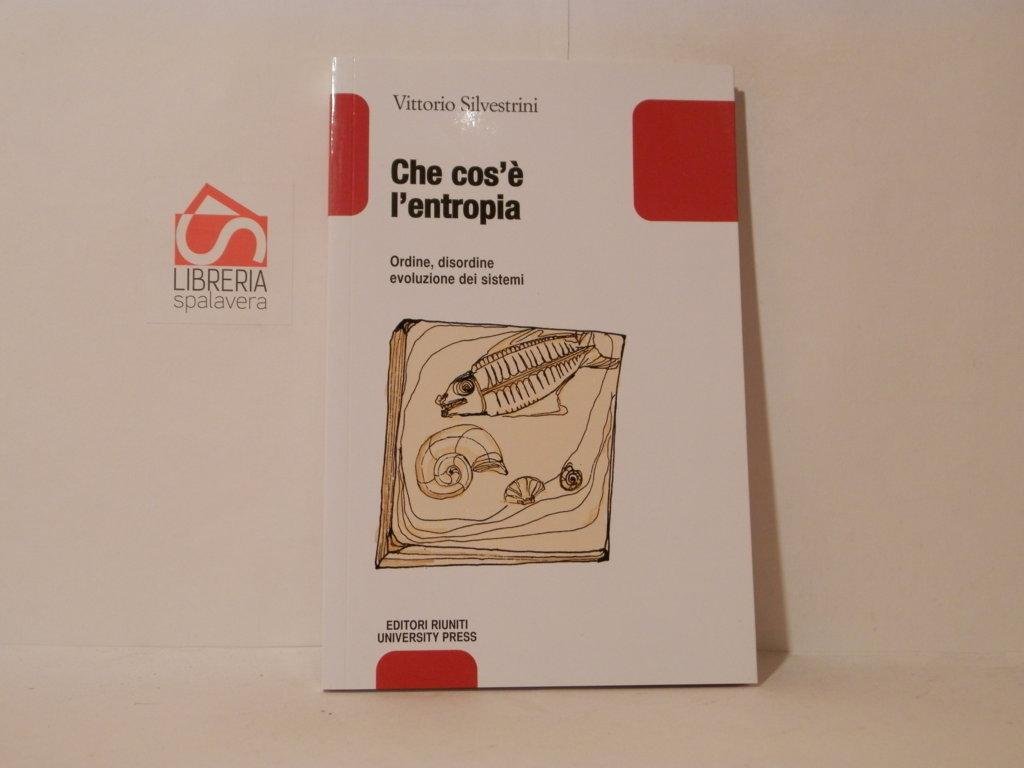 Vittorio Silvestrini
Che cos'è
l'entropia
Ordine, disordine
evoluzione dei sistemi
EDITORI RIUNITI
UNIVERSITY PRESS
LIBRERIA
spalavera